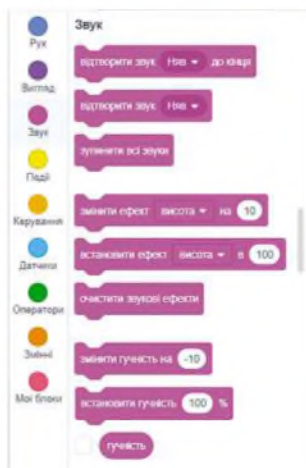 Звук
Рух
Вигляд
Звук
Події
Керування
Датчики
Оператори
Змінні
Мої блоки
відтворити звук Няв до кінця
відтворити звук Няв
зупинити всі звуки
змінити ефект висота на 10
встановити ефект висота в 100
очистити звукові ефекти
змінити гучність на -10
встановити гучність 100 %
гучність